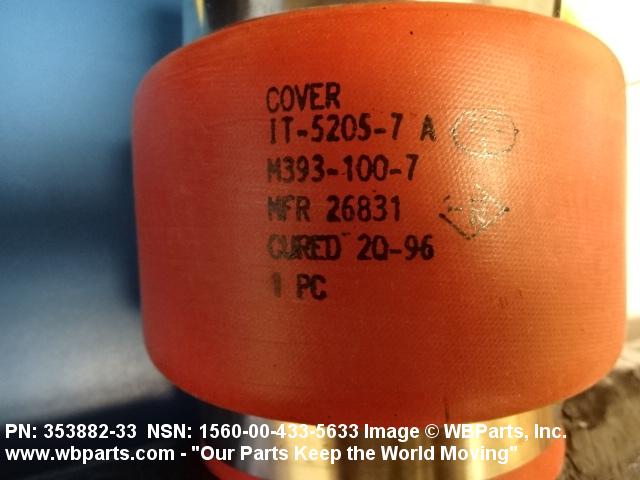 COVER
IT-5205-7 A
M393-100-7
MFR 26831
CURED 2Q-96
1 PC
PN: 353882-33 NSN: 1560-00-433-5633 Image © WBParts, Inc.
www.wbparts.com - "Our Parts Keep the World Moving"